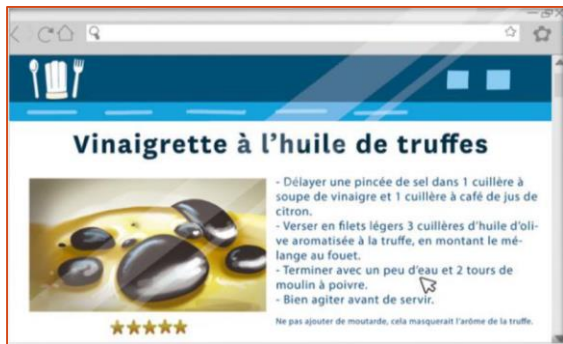 Vinaigrette à l'huile de truffes
- Délayer une pincée de sel dans 1 cuillère à
soupe de vinaigre et 1 cuillère à café de jus de
citron.
- Verser en filets légers 3 cuillères d'huile d'oli-
ve aromatisée à la truffe, en montant le mé-
lange au fouet.
- Terminer avec un peu d'eau et 2 tours de
moulin à poivre.
- Bien agiter avant de servir.
Ne pas ajouter de moutarde, cela masquerait l'arôme de la truffe.